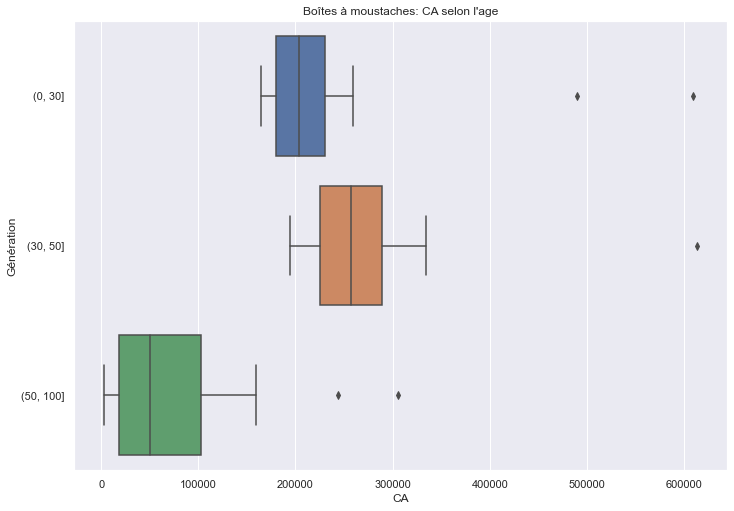 Boîtes à moustaches: CA selon l'age
Génération
(0, 30]
(30, 50]
(50, 100]
0 100000 200000 300000 400000 500000 600000
CA